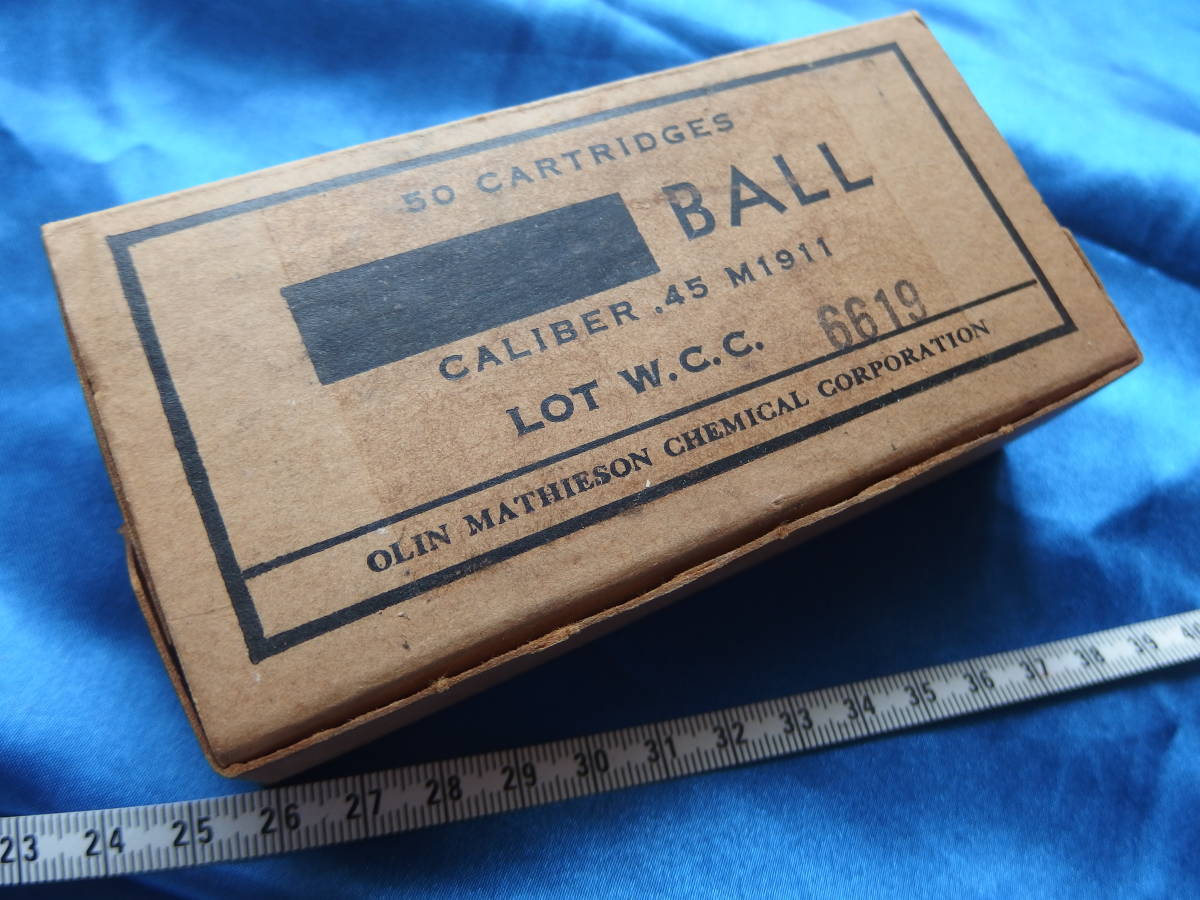 50 CARTRIDGES
BALL
CALIBER .45 M1911
LOT W.C.C. 6619
OLIN MATHIESON CHEMICAL CORPORATION
23 24 25 26 27 28 29 30 31 32 33 34 35 36 37 38 39